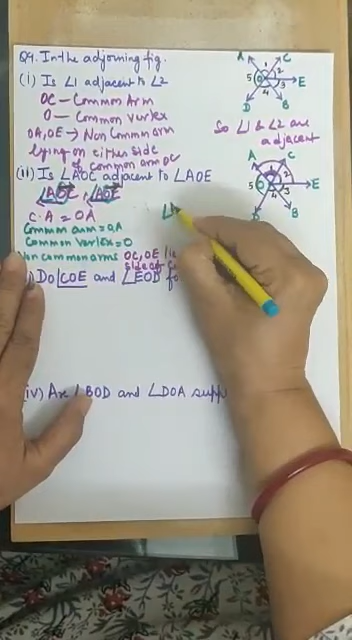 Q4. In the adjoining fig.
(i) Is ∠1 adjacent to ∠2
OC - Common Arm
O - Common vertex
OA, OE → Non Common arm
lying on either side
of common arm OC
So ∠1 & ∠2 are
adjacent
(ii) Is ∠AOC adjacent to ∠AOE
∠AOC, ∠AOE
C.A = OA
Common arm = OA
Common vertex = O
Non common arms OC, OE lie
side of
Do ∠COE and ∠EOD
(iv) Are ∠BOD and ∠DOA supp
A
C
1
2
5
O
E
3
4
D
B
A
C
1
2
5
O
E
3
4
D
B